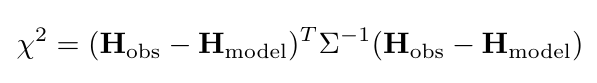 χ² = (H_obs − H_model)^T Σ⁻¹(H_obs − H_model)